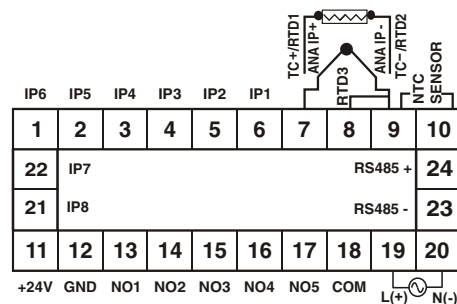 TC+/RTD1
ANA IP+
RTD3
ANA IP-
TC-/RTD2
NTC
SENSOR
IP6 IP5 IP4 IP3 IP2 IP1
1 2 3 4 5 6 7 8 9 10
22 IP7 RS485 + 24
21 IP8 RS485 - 23
11 12 13 14 15 16 17 18 19 20
+24V GND NO1 NO2 NO3 NO4 NO5 COM L(+) N(-)